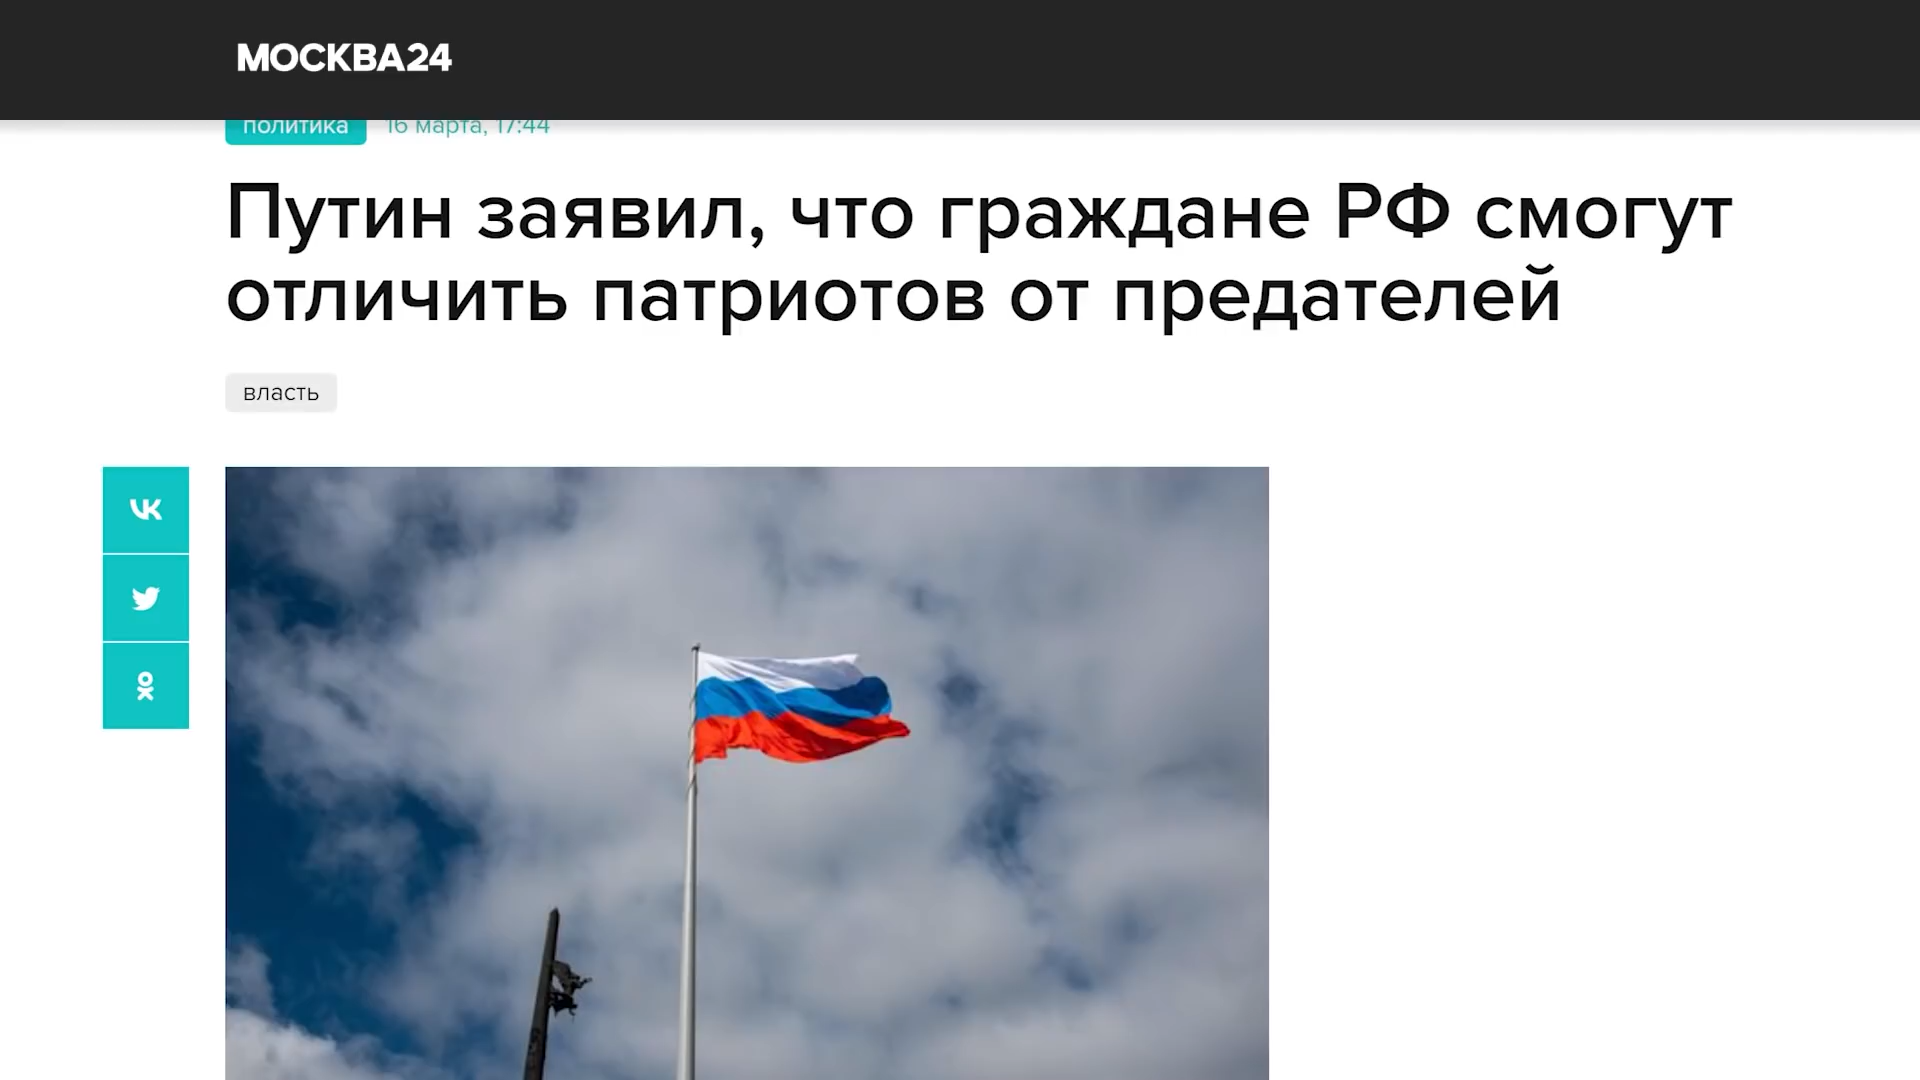 МОСКВА24
политика 16 марта, 17:44
Путин заявил, что граждане РФ смогут
отличить патриотов от предателей
власть